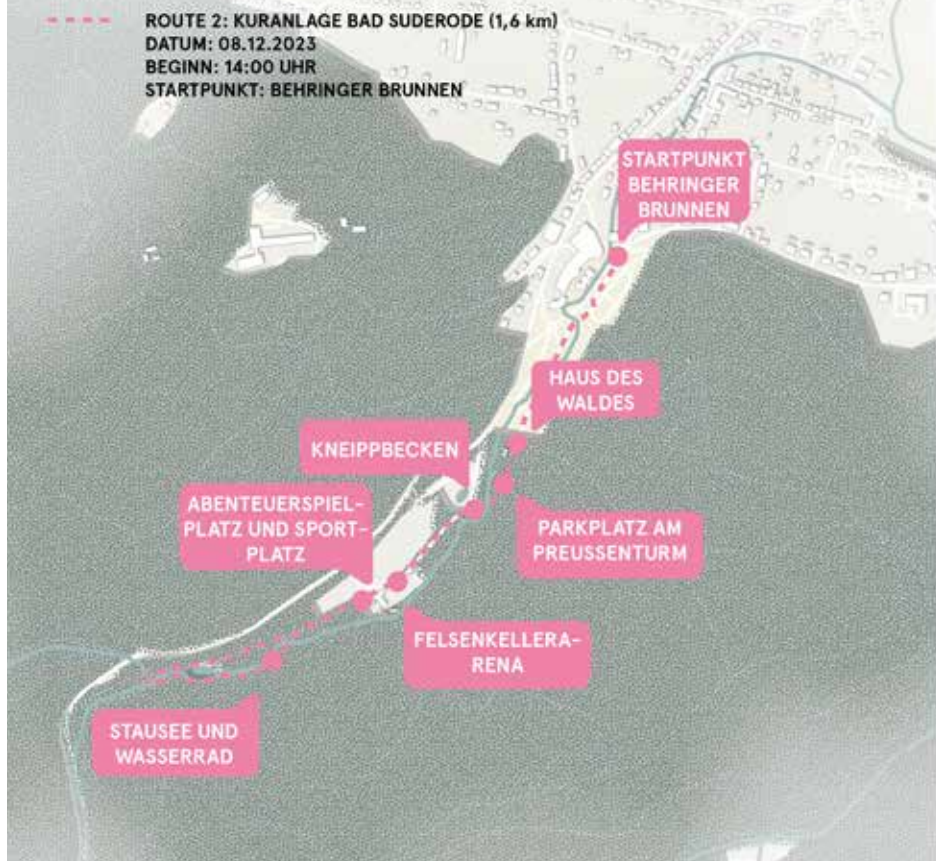 ROUTE 2: KURANLAGE BAD SUDERODE (1,6 km)
DATUM: 08.12.2023
BEGINN: 14:00 UHR
STARTPUNKT: BEHRINGER BRUNNEN
STARTPUNKT
BEHRINGER
BRUNNEN
HAUS DES
WALDES
KNEIPPBECKEN
ABENTEUERSPIEL-
PLATZ UND SPORT-
PLATZ
PARKPLATZ AM
PREUSSENTURM
FELSENKELLERA-
RENA
STAUSEE UND
WASSERRAD